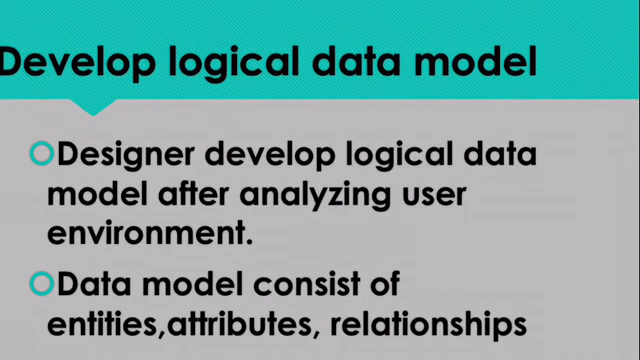 Develop logical data model
Designer develop logical data
model after analyzing user
environment.
Data model consist of
entities,attributes, relationships